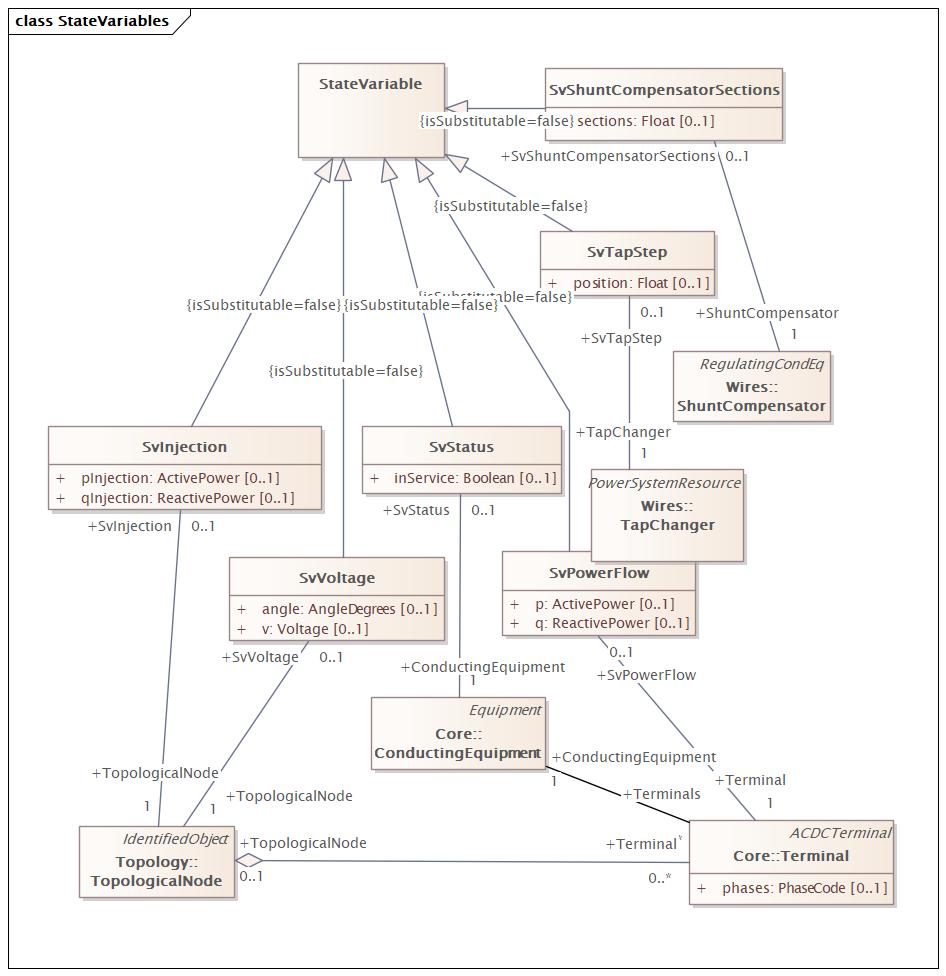 class StateVariables
StateVariable
SvShuntCompensatorSections
{isSubstitutable=false} sections: Float [0..1]
+SvShuntCompensatorSections 0..1
{isSubstitutable=false}
SvTapStep
+ position: Float [0..1]
{isSubstitutable=false} {isSubstitutable=false} {isSubstitutable=false}
0..1
+SvTapStep
+ShuntCompensator
1
RegulatingCondEq
Wires::
ShuntCompensator
{isSubstitutable=false}
+TapChanger
1
SvInjection
+ pInjection: ActivePower [0..1]
+ qInjection: ReactivePower [0..1]
+SvInjection 0..1
SvStatus
+ inService: Boolean [0..1]
+SvStatus 0..1
PowerSystemResource
Wires::
TapChanger
SvVoltage
+ angle: AngleDegrees [0..1]
+ v: Voltage [0..1]
+SvVoltage 0..1
SvPowerFlow
+ p: ActivePower [0..1]
+ q: ReactivePower [0..1]
0..1
+SvPowerFlow
+ConductingEquipment
1
Equipment
Core::
ConductingEquipment
+ConductingEquipment
1
+Terminals
+Terminal
1
+TopologicalNode
1
+TopologicalNode
1
IdentifiedObject
Topology::
TopologicalNode
+TopologicalNode
0..1
+Terminal
0..*
*
ACDCTerminal
Core::Terminal
+ phases: PhaseCode [0..1]